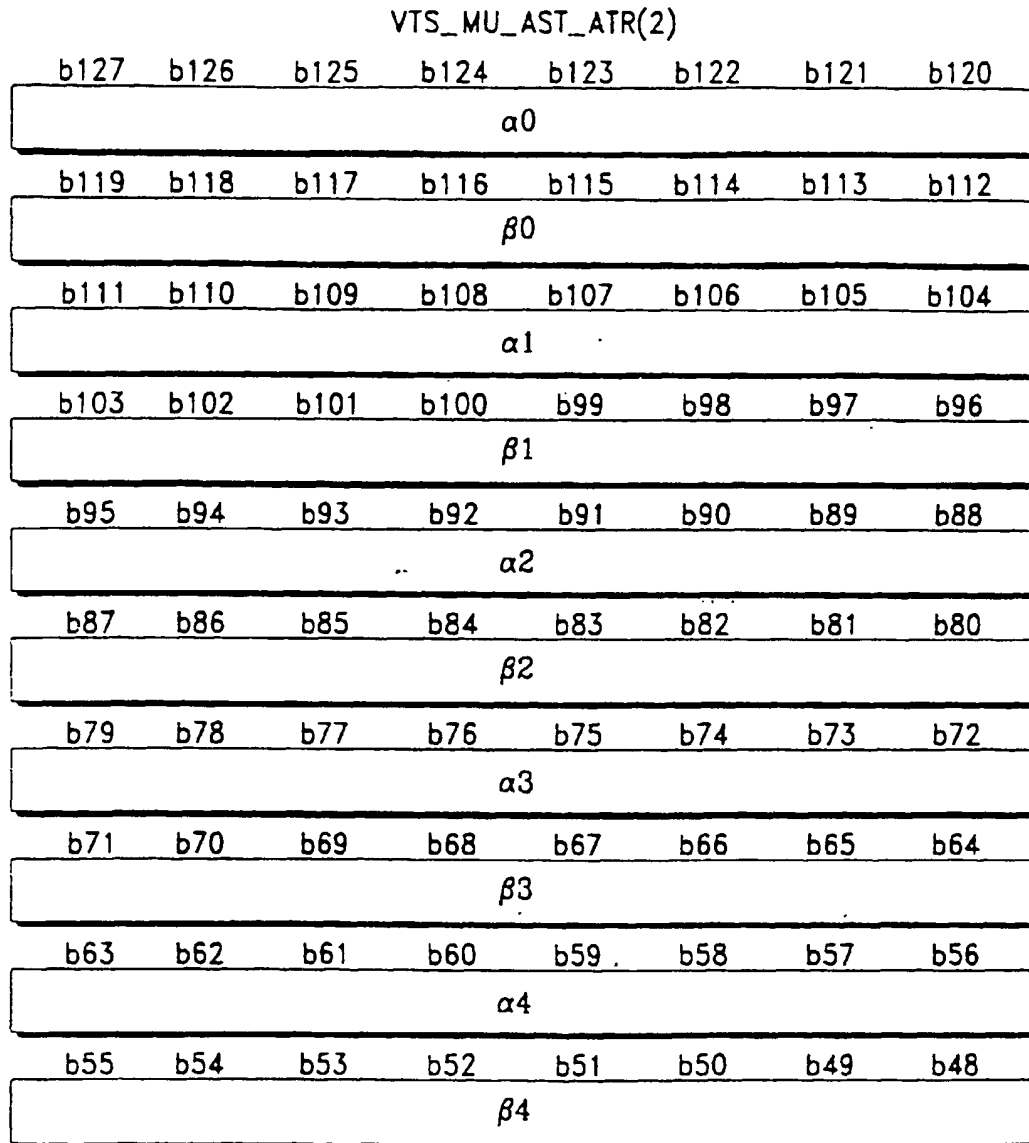 VTS_MU_AST_ATR(2)
b127 b126 b125 b124 b123 b122 b121 b120
α0
b119 b118 b117 b116 b115 b114 b113 b112
β0
b111 b110 b109 b108 b107 b106 b105 b104
α1
b103 b102 b101 b100 b99 b98 b97 b96
β1
b95 b94 b93 b92 b91 b90 b89 b88
α2
b87 b86 b85 b84 b83 b82 b81 b80
β2
b79 b78 b77 b76 b75 b74 b73 b72
α3
b71 b70 b69 b68 b67 b66 b65 b64
β3
b63 b62 b61 b60 b59 b58 b57 b56
α4
b55 b54 b53 b52 b51 b50 b49 b48
β4